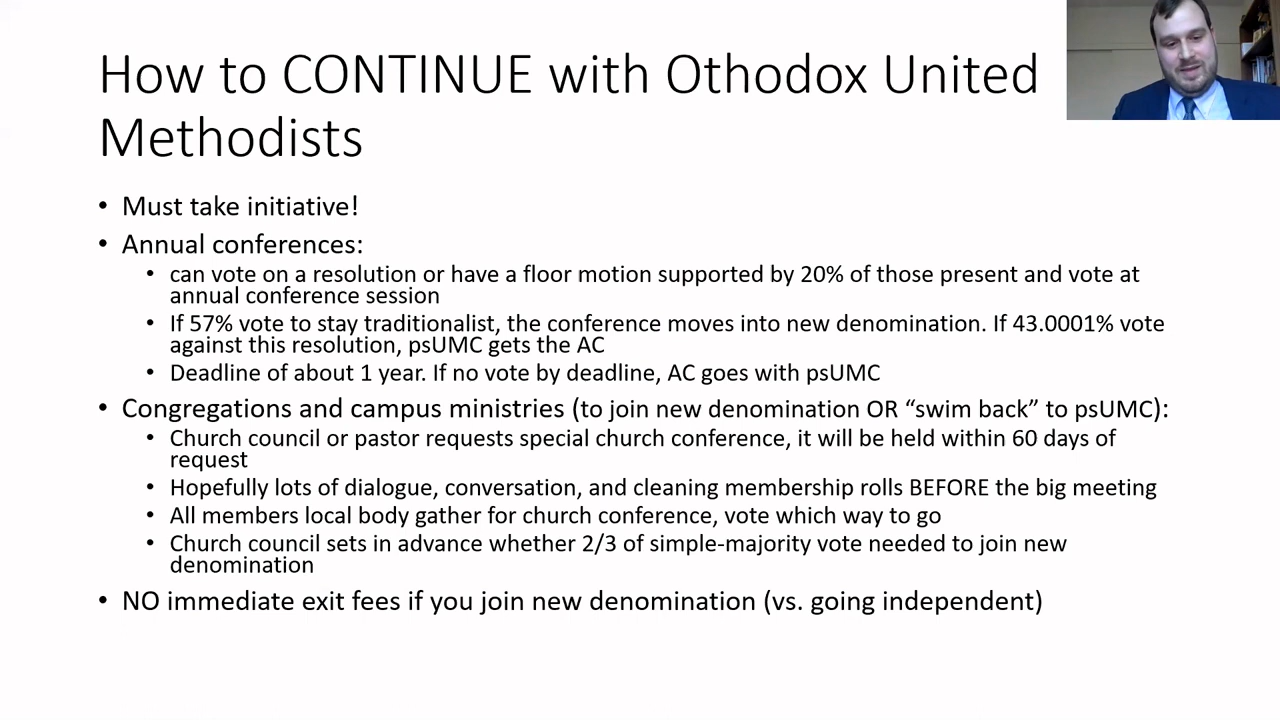 How to CONTINUE with Othodox United
Methodists
• Must take initiative!
• Annual conferences:
• can vote on a resolution or have a floor motion supported by 20% of those present and vote at
annual conference session
• If 57% vote to stay traditionalist, the conference moves into new denomination. If 43.0001% vote
against this resolution, psUMC gets the AC
• Deadline of about 1 year. If no vote by deadline, AC goes with psUMC
• Congregations and campus ministries (to join new denomination OR “swim back” to psUMC):
• Church council or pastor requests special church conference, it will be held within 60 days of
request
• Hopefully lots of dialogue, conversation, and cleaning membership rolls BEFORE the big meeting
• All members local body gather for church conference, vote which way to go
• Church council sets in advance whether 2/3 of simple-majority vote needed to join new
denomination
• NO immediate exit fees if you join new denomination (vs. going independent)